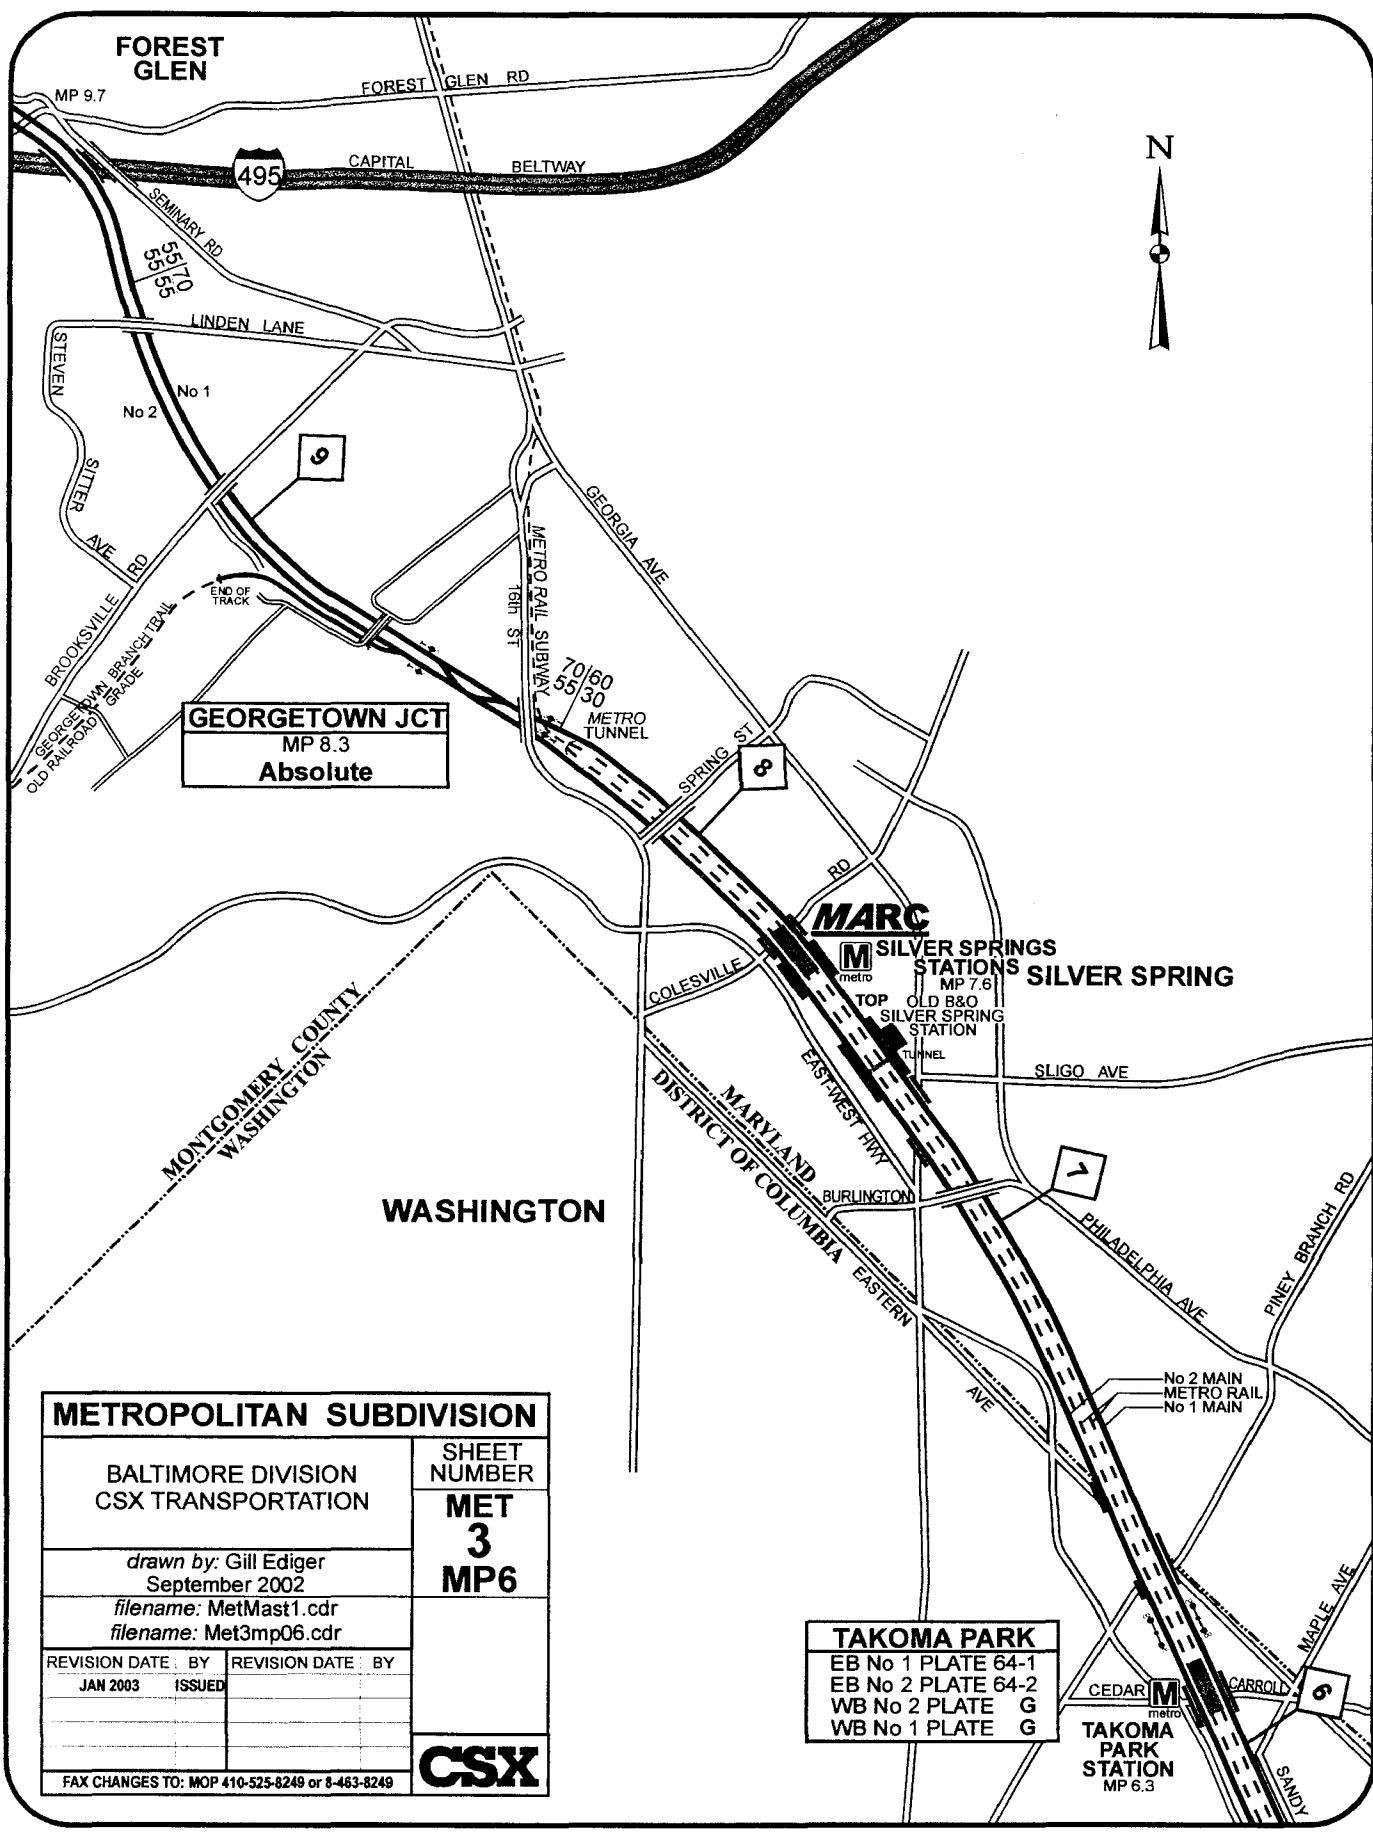 FOREST
GLEN
MP 9.7
FOREST GLEN RD
495
CAPITAL BELTWAY
N
SEMINARY RD
55/70
55/55
LINDEN LANE
STEVEN SITTER AVE
No 1
No 2
9
GEORGIA AVE
METRO RAIL SUBWAY
16th ST
BROOKSVILLE RD
END OF
TRACK
GEORGETOWN BRANCH TRAIL
OLD RAILROAD GRADE
70/60
55/30
METRO
TUNNEL
GEORGETOWN JCT
MP 8.3
Absolute
SPRING ST
8
RD
MARC
M
metro
SILVER SPRINGS
STATIONS
MP 7.6
SILVER SPRING
COLESVILLE
TOP
OLD B&O
SILVER SPRING
STATION
TUNNEL
SLIGO AVE
MONTGOMERY COUNTY
WASHINGTON
EAST-WEST HWY
MARYLAND
DISTRICT OF COLUMBIA
7
WASHINGTON
BURLINGTON
PHILADELPHIA AVE
PINEY BRANCH RD
EASTERN AVE
No 2 MAIN
METRO RAIL
No 1 MAIN
METROPOLITAN SUBDIVISION
BALTIMORE DIVISION
CSX TRANSPORTATION
SHEET
NUMBER
MET
3
MP6
drawn by: Gill Ediger
September 2002
filename: MetMast1.cdr
filename: Met3mp06.cdr
REVISION DATE BY REVISION DATE BY
JAN 2003 ISSUED
FAX CHANGES TO: MOP 410-525-8249 or 8-463-8249
CSX
TAKOMA PARK
EB No 1 PLATE 64-1
EB No 2 PLATE 64-2
WB No 2 PLATE G
WB No 1 PLATE G
MAPLE AVE
CEDAR
M
metro
CARROLL
6
TAKOMA
PARK
STATION
MP 6.3
SANDY